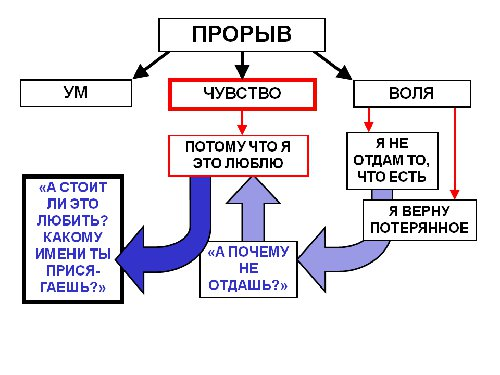 ПРОРЫВ
УМ
ЧУВСТВО
ВОЛЯ
ПОТОМУ ЧТО Я
ЭТО ЛЮБЛЮ
Я НЕ
ОТДАМ ТО,
ЧТО ЕСТЬ
«А СТОИТ
ЛИ ЭТО
ЛЮБИТЬ?
КАКОМУ
ИМЕНИ ТЫ
ПРИСЯ-
ГАЕШЬ?»
Я ВЕРНУ
ПОТЕРЯННОЕ
«А ПОЧЕМУ
НЕ
ОТДАШЬ?»